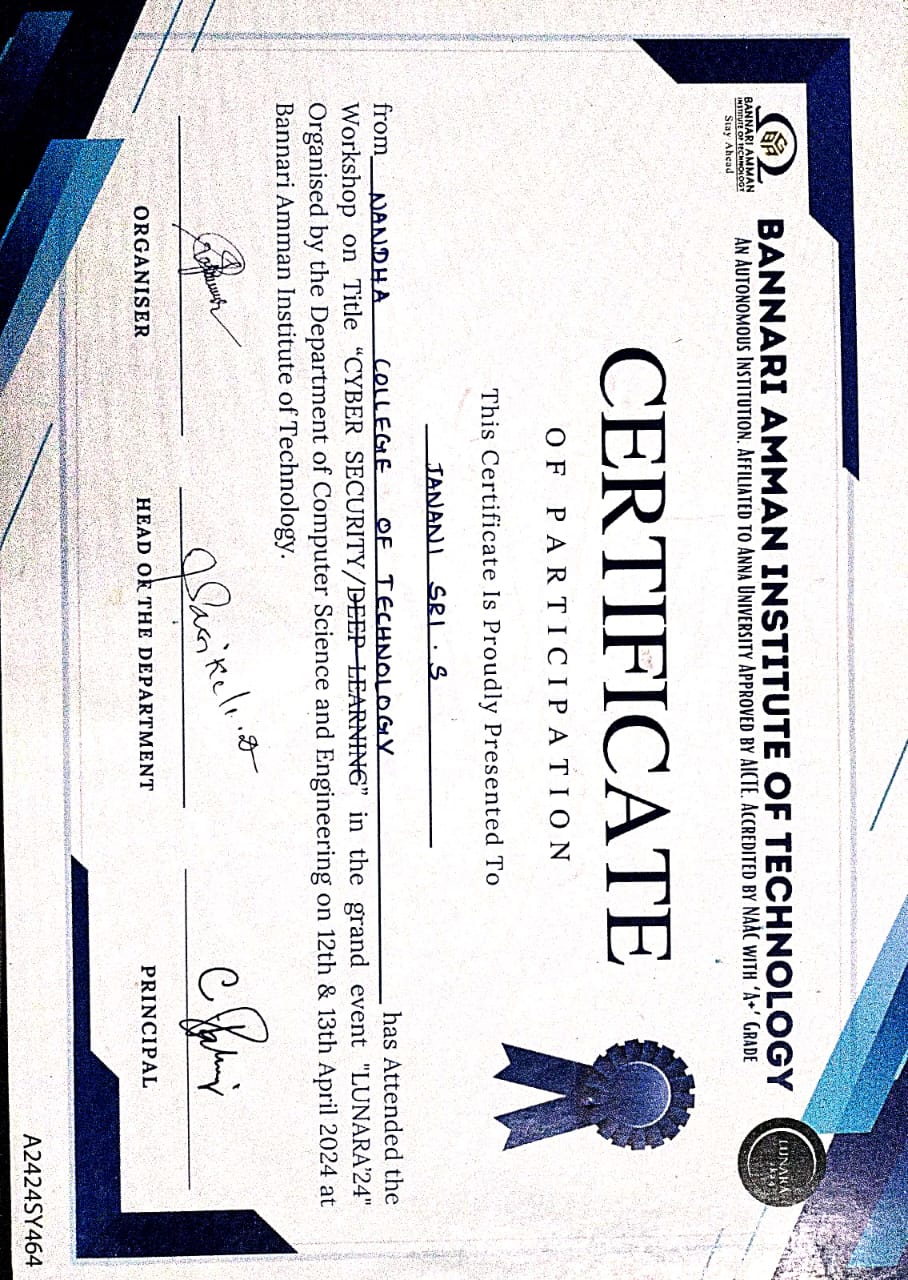 BANNARI AMMAN
INSTITUTE OF TECHNOLOGY
Stay Ahead
BANNARI AMMAN INSTITUTE OF TECHNOLOGY
AN AUTONOMOUS INSTITUTION. AFFILIATED TO ANNA UNIVERSITY APPROVED BY AICTE. ACCREDITED BY NAAC WITH ‘A+’ GRADE
LUNARA
CERTIFICATE
OF PARTICIPATION
This Certificate Is Proudly Presented To
JANANI SRI . S
from NANDHA COLLEGE OF TECHNOLOGY has Attended the
Workshop on Title “CYBER SECURITY/DEEP LEARNING” in the grand event "LUNARA’24"
Organised by the Department of Computer Science and Engineering on 12th & 13th April 2024 at
Bannari Amman Institute of Technology.
ORGANISER
HEAD OF THE DEPARTMENT
PRINCIPAL
A2424SY464